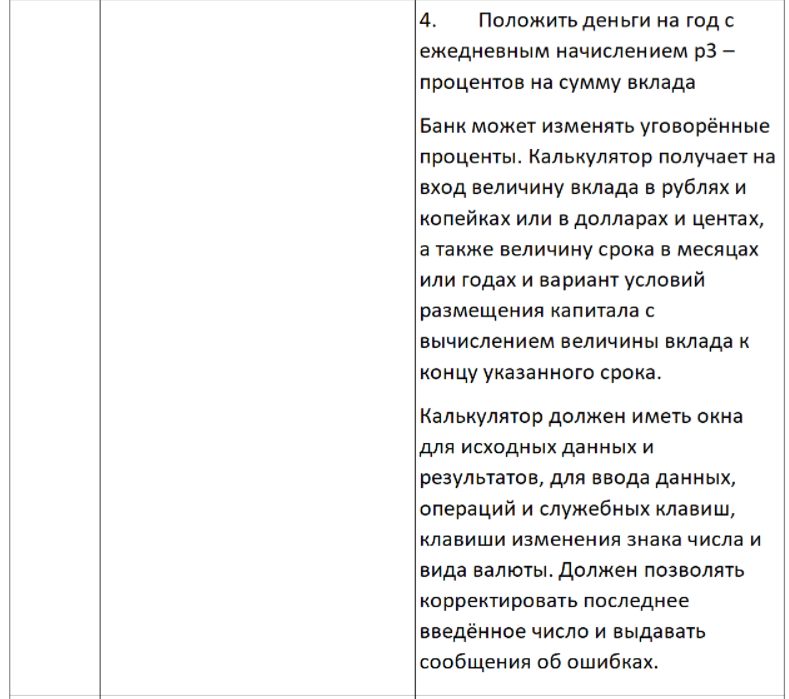 4. Положить деньги на год с
ежедневным начислением р3 –
процентов на сумму вклада
Банк может изменять уговорённые
проценты. Калькулятор получает на
вход величину вклада в рублях и
копейках или в долларах и центах,
а также величину срока в месяцах
или годах и вариант условий
размещения капитала с
вычислением величины вклада к
концу указанного срока.
Калькулятор должен иметь окна
для исходных данных и
результатов, для ввода данных,
операций и служебных клавиш,
клавиши изменения знака числа и
вида валюты. Должен позволять
корректировать последнее
введённое число и выдавать
сообщения об ошибках.